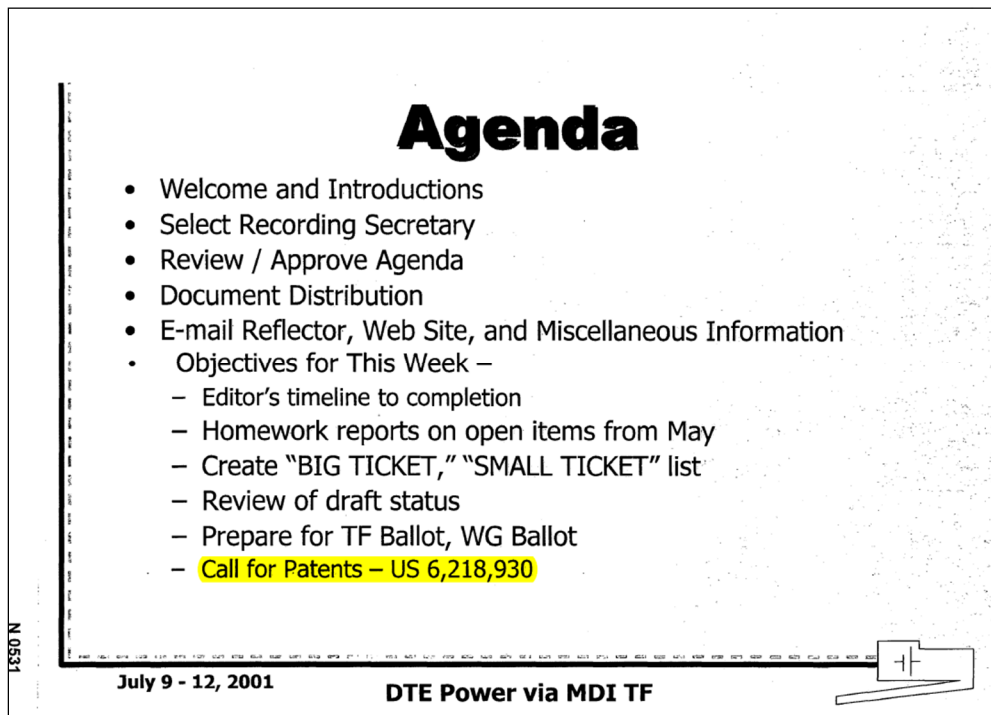 Agenda
• Welcome and Introductions
• Select Recording Secretary
• Review / Approve Agenda
• Document Distribution
• E-mail Reflector, Web Site, and Miscellaneous Information
• Objectives for This Week –
– Editor's timeline to completion
– Homework reports on open items from May
– Create “BIG TICKET,” “SMALL TICKET” list
– Review of draft status
– Prepare for TF Ballot, WG Ballot
– Call for Patents – US 6,218,930
N 0531
July 9 - 12, 2001
DTE Power via MDI TF